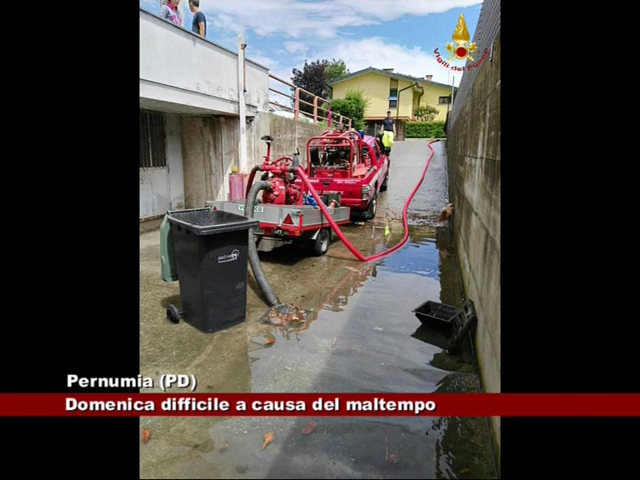 Vigili del Fuoco
Pernumia (PD)
Domenica difficile a causa del maltempo